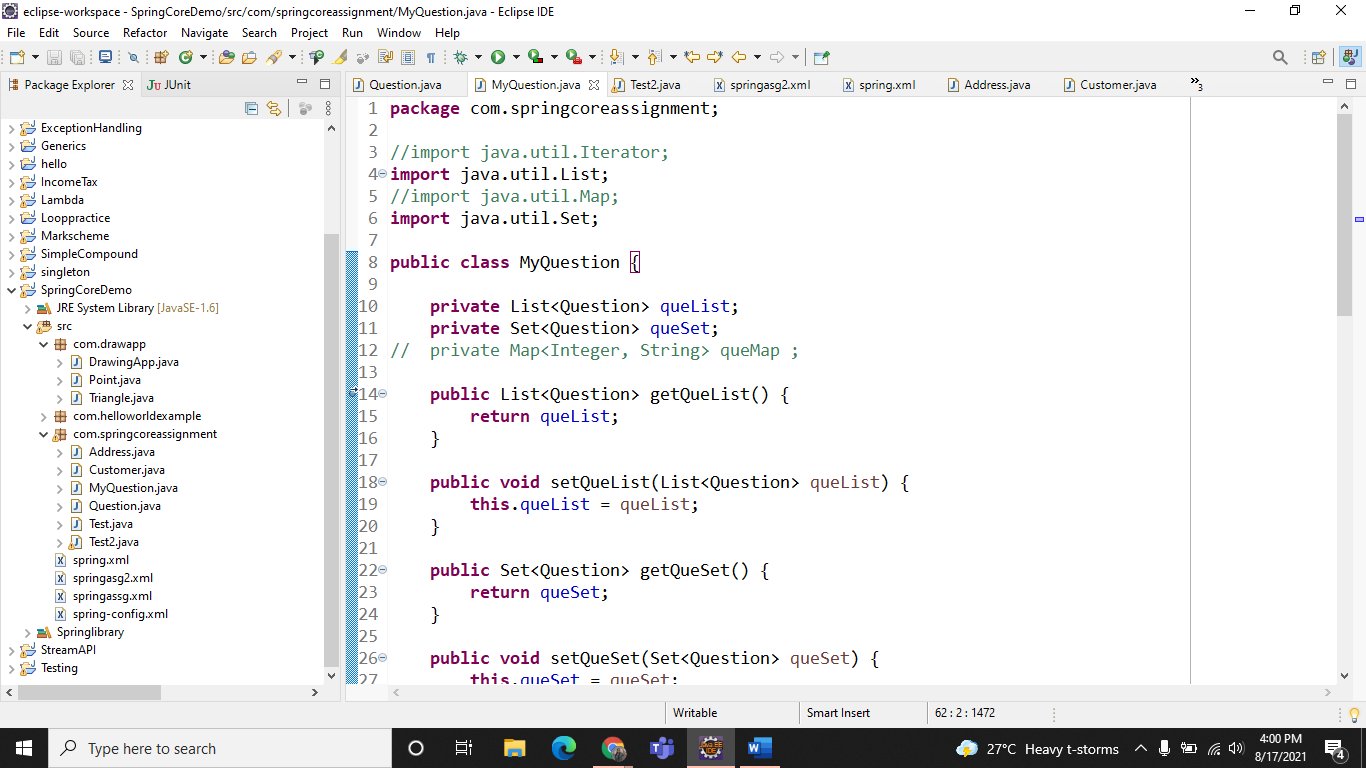 eclipse-workspace - SpringCoreDemo/src/com/springcoreassignment/MyQuestion.java - Eclipse IDE
File Edit Source Refactor Navigate Search Project Run Window Help
Package Explorer
JUnit
ExceptionHandling
Generics
hello
IncomeTax
Lambda
Looppractice
Markscheme
SimpleCompound
singleton
SpringCoreDemo
JRE System Library [JavaSE-1.6]
src
com.drawapp
DrawingApp.java
Point.java
Triangle.java
com.helloworldexample
com.springcoreassignment
Address.java
Customer.java
MyQuestion.java
Question.java
Test.java
Test2.java
spring.xml
springasg2.xml
springassg.xml
spring-config.xml
Springlibrary
StreamAPI
Testing
Question.java MyQuestion.java Test2.java springasg2.xml spring.xml Address.java Customer.java »3
1 package com.springcoreassignment;
2
3 //import java.util.Iterator;
4 import java.util.List;
5 //import java.util.Map;
6 import java.util.Set;
7
8 public class MyQuestion {
9
10 private List<Question> queList;
11 private Set<Question> queSet;
12 // private Map<Integer, String> queMap ;
13
14 public List<Question> getQueList() {
15 return queList;
16 }
17
18 public void setQueList(List<Question> queList) {
19 this.queList = queList;
20 }
21
22 public Set<Question> getQueSet() {
23 return queSet;
24 }
25
26 public void setQueSet(Set<Question> queSet) {
27 this.queSet = queSet;
Writable Smart Insert 62 : 2 : 1472
Type here to search
27°C Heavy t-storms
4:00 PM
8/17/2021
4